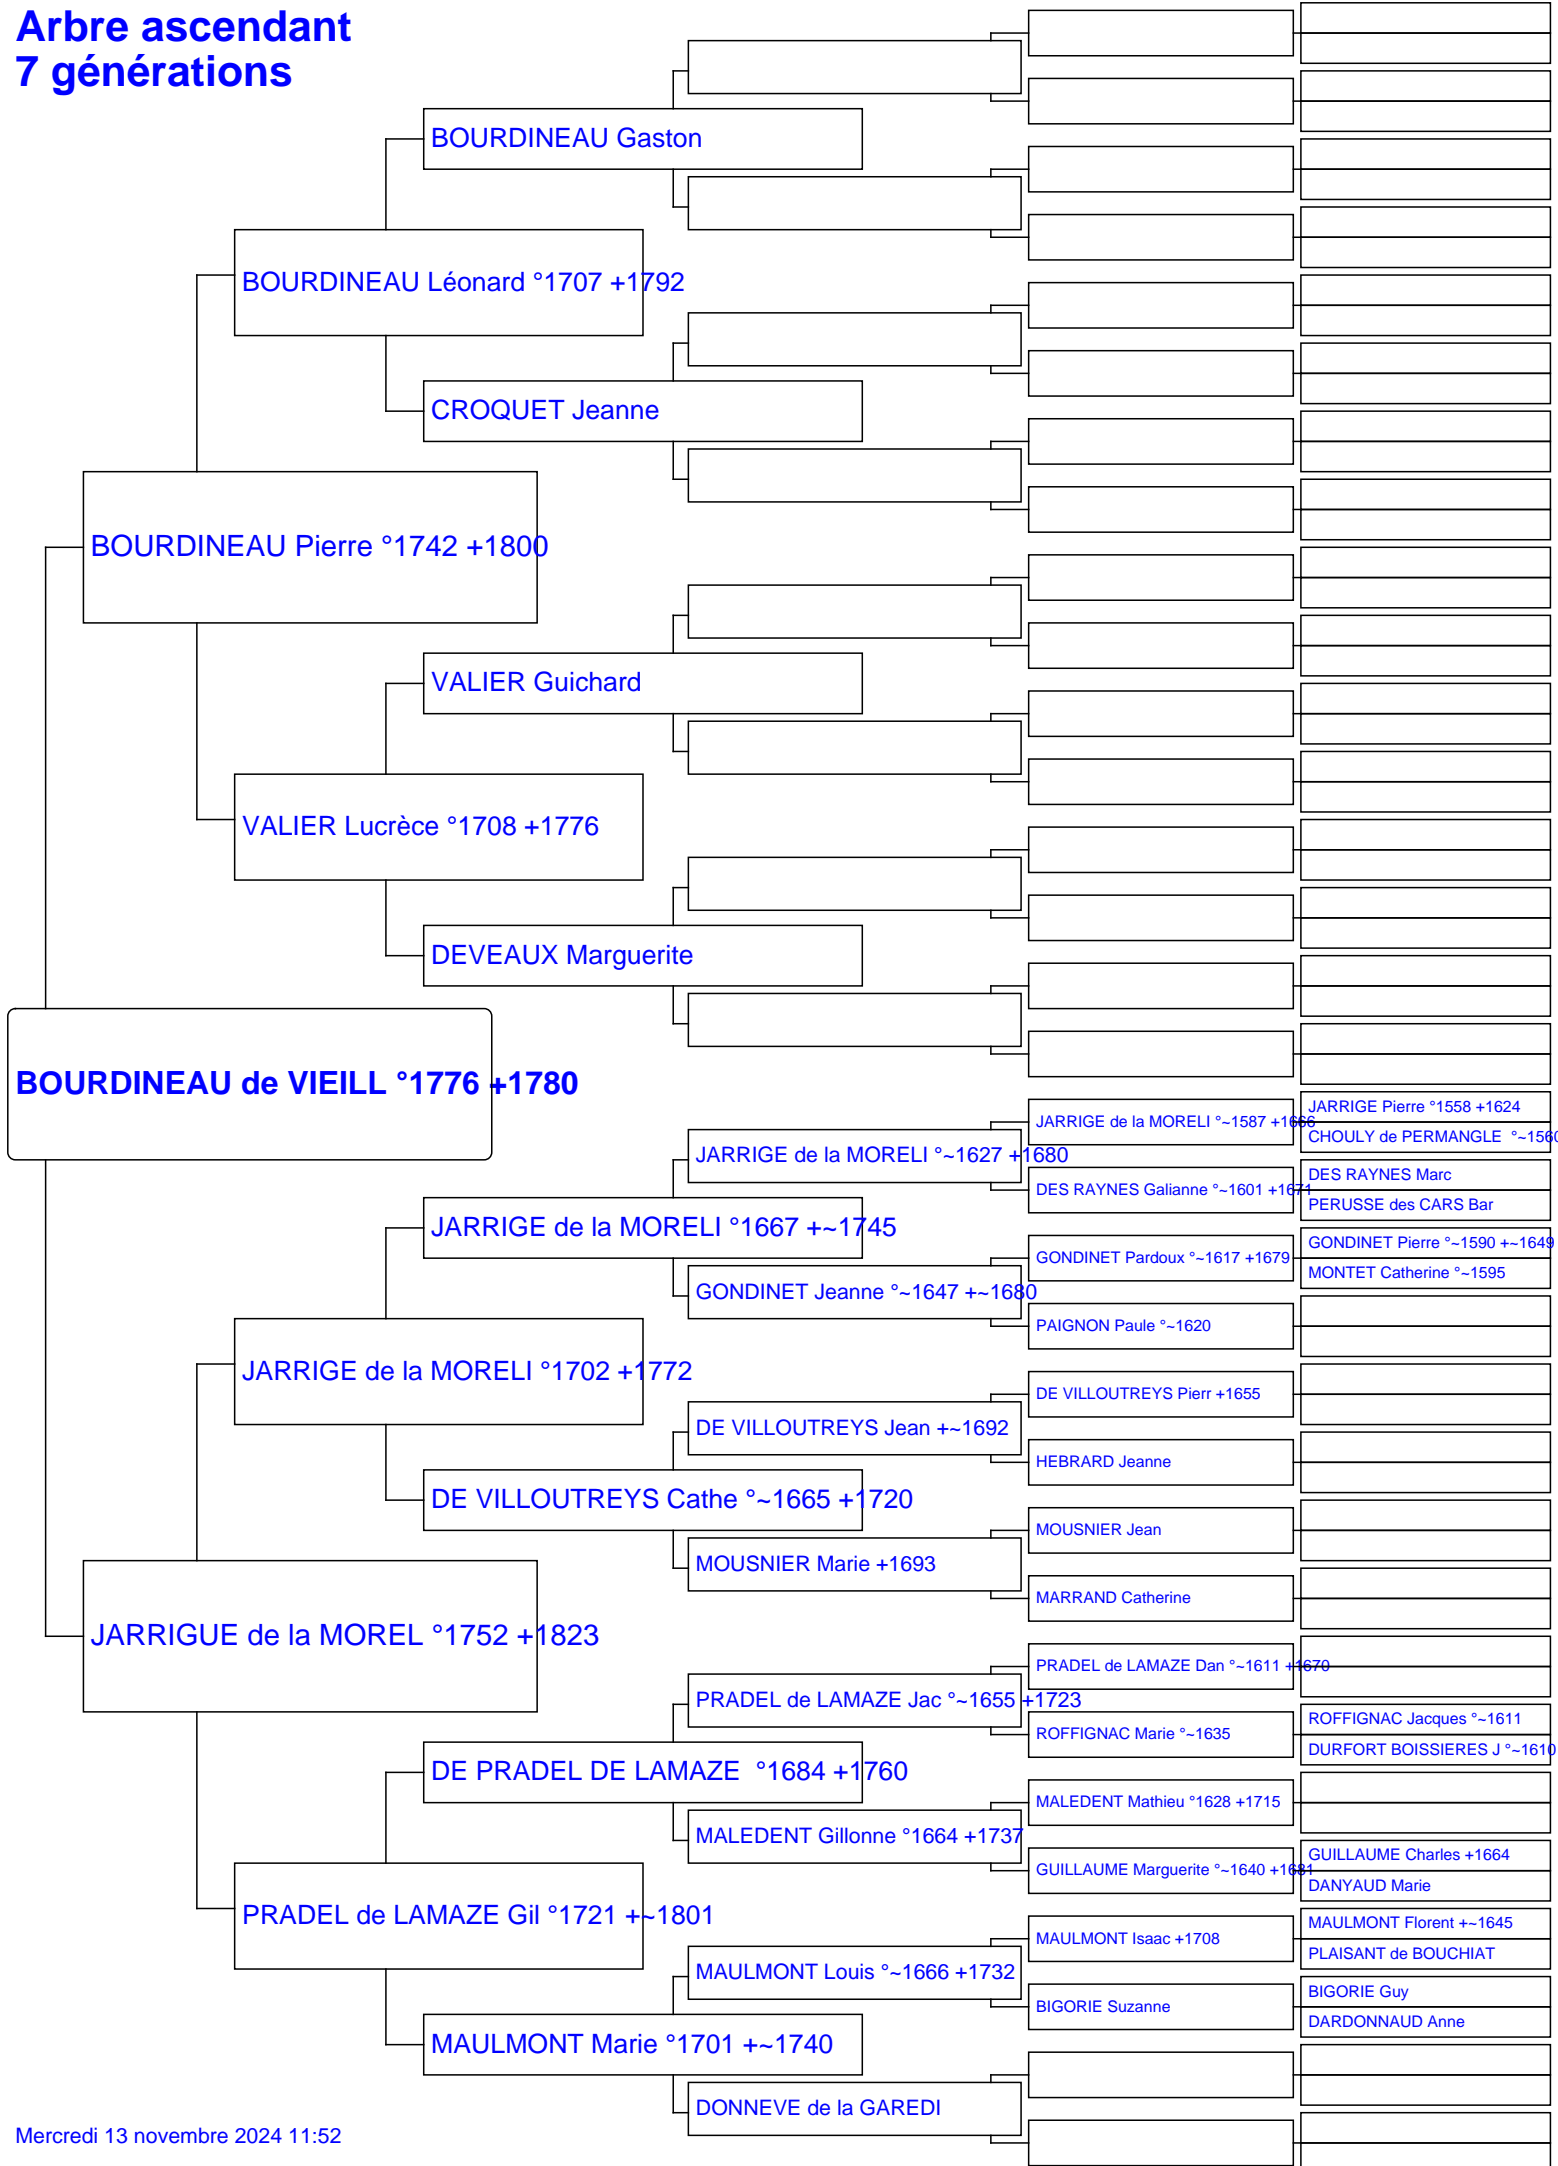 Arbre ascendant
7 générations
BOURDINEAU Gaston
BOURDINEAU Léonard °1707 +1792
CROQUET Jeanne
BOURDINEAU Pierre °1742 +1800
VALIER Guichard
VALIER Lucrèce °1708 +1776
DEVEAUX Marguerite
BOURDINEAU de VIEILL °1776 +1780
JARRIGE Pierre °1558 +1624
JARRIGE de la MORELI °~1587 +1666
CHOULY de PERMANGLE  °~1560
JARRIGE de la MORELI °~1627 +1680
DES RAYNES Marc
DES RAYNES Galianne °~1601 +1671
PERUSSE des CARS Bar
JARRIGE de la MORELI °1667 +~1745
GONDINET Pierre °~1590 +~1649
GONDINET Pardoux °~1617 +1679
MONTET Catherine °~1595
GONDINET Jeanne °~1647 +~1680
PAIGNON Paule °~1620
JARRIGE de la MORELI °1702 +1772
DE VILLOUTREYS Pierr +1655
DE VILLOUTREYS Jean +~1692
HEBRARD Jeanne
DE VILLOUTREYS Cathe °~1665 +1720
MOUSNIER Jean
MOUSNIER Marie +1693
MARRAND Catherine
JARRIGUE de la MOREL °1752 +1823
PRADEL de LAMAZE Dan °~1611 +1670
PRADEL de LAMAZE Jac °~1655 +1723
ROFFIGNAC Jacques °~1611
ROFFIGNAC Marie °~1635
DURFORT BOISSIERES J °~1610
DE PRADEL DE LAMAZE  °1684 +1760
MALEDENT Mathieu °1628 +1715
MALEDENT Gillonne °1664 +1737
GUILLAUME Charles +1664
GUILLAUME Marguerite °~1640 +1681
DANYAUD Marie
PRADEL de LAMAZE Gil °1721 +~1801
MAULMONT Florent +~1645
MAULMONT Isaac +1708
PLAISANT de BOUCHIAT
MAULMONT Louis °~1666 +1732
BIGORIE Guy
BIGORIE Suzanne
DARDONNAUD Anne
MAULMONT Marie °1701 +~1740
DONNEVE de la GAREDI
Mercredi 13 novembre 2024 11:52